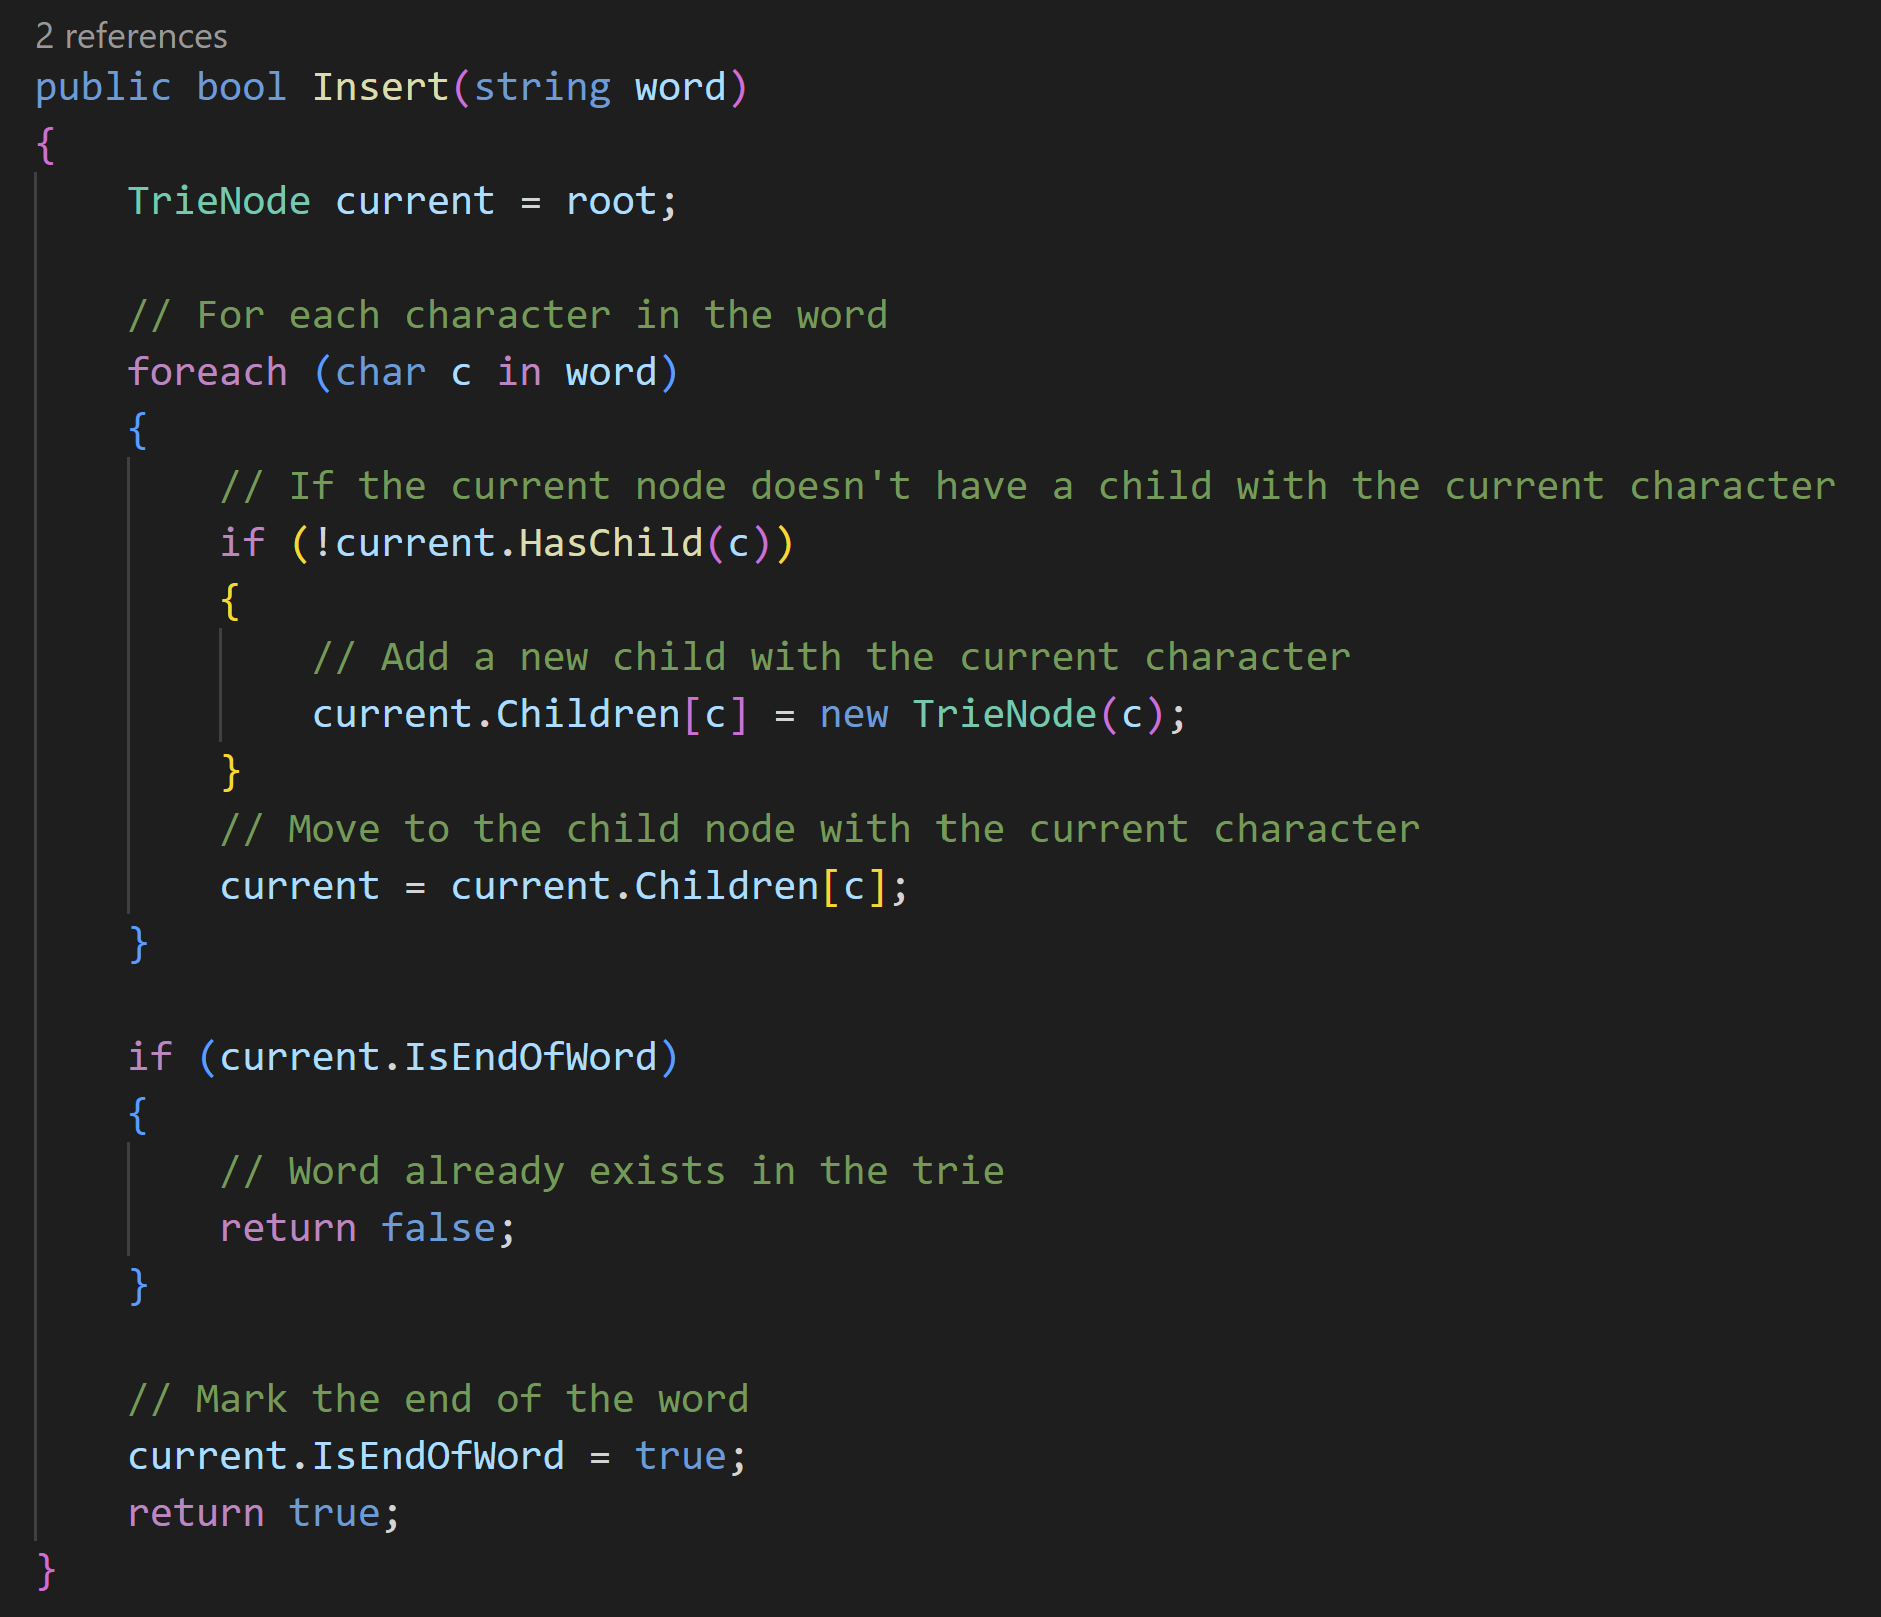 2 references
public bool Insert(string word)
{
    TrieNode current = root;

    // For each character in the word
    foreach (char c in word)
    {
        // If the current node doesn't have a child with the current character
        if (!current.HasChild(c))
        {
            // Add a new child with the current character
            current.Children[c] = new TrieNode(c);
        }
        // Move to the child node with the current character
        current = current.Children[c];
    }

    if (current.IsEndOfWord)
    {
        // Word already exists in the trie
        return false;
    }

    // Mark the end of the word
    current.IsEndOfWord = true;
    return true;
}